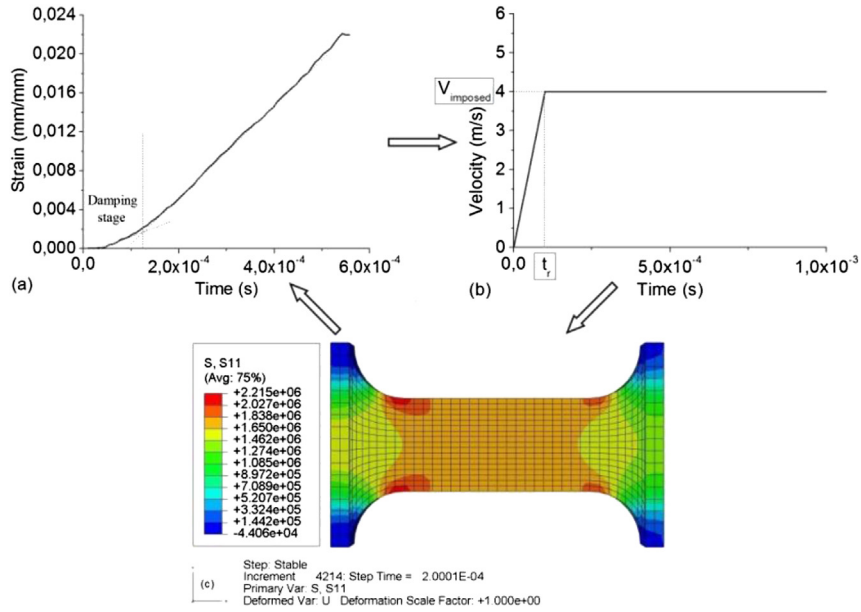 0,024
0,020
0,016
0,012
0,008
0,004
0,000
Strain (mm/mm)
Damping
stage
0,0
2,0x10⁻⁴
4,0x10⁻⁴
6,0x10⁻⁴
(a)
Time (s)
6
5
4
3
2
1
0
V imposed
Velocity (m/s)
0,0
tr
5,0x10⁻⁴
1,0x10⁻³
(b)
Time (s)
S, S11
(Avg: 75%)
+2.215e+06
+2.027e+06
+1.838e+06
+1.650e+06
+1.462e+06
+1.274e+06
+1.085e+06
+8.972e+05
+7.089e+05
+5.207e+05
+3.324e+05
+1.442e+05
-4.406e+04
(c)
Step: Stable
Increment 4214: Step Time = 2.0001E-04
Primary Var: S, S11
Deformed Var: U Deformation Scale Factor: +1.000e+00